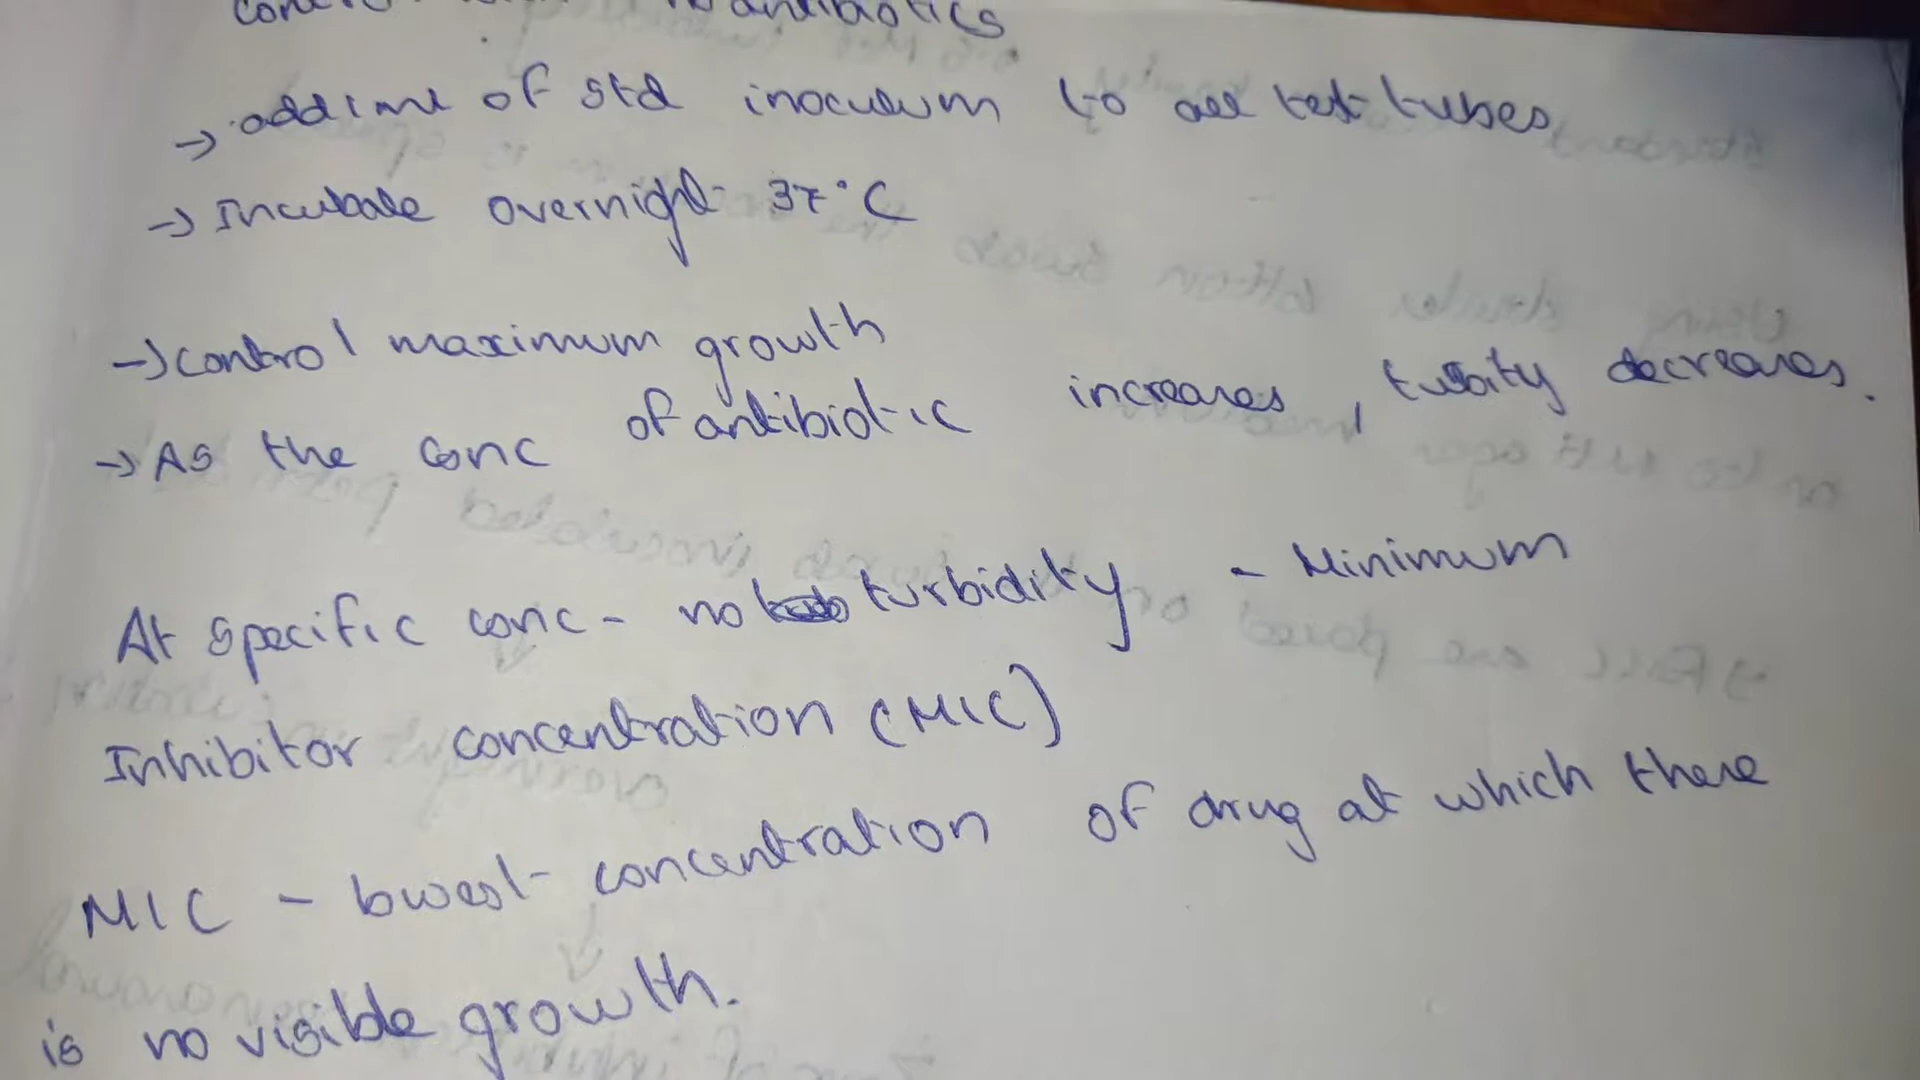 antibiotics
→ add 1 ml of std inoculum to all test tubes
→ Incubate overnight 37°C
→ control maximum growth
→ As the conc of antibiotic increases, decreases.
At specific conc - no turbidity - Minimum
Inhibitor concentration (MIC)
MIC - lowest concentration of drug at which there
is no visible growth.